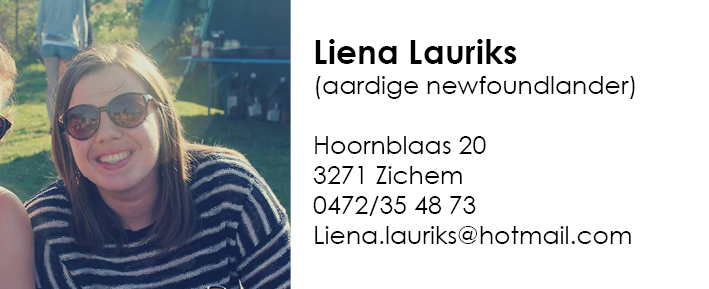 Liena Lauriks
(aardige newfoundlander)
Hoornblaas 20
3271 Zichem
0472/35 48 73
Liena.lauriks@hotmail.com